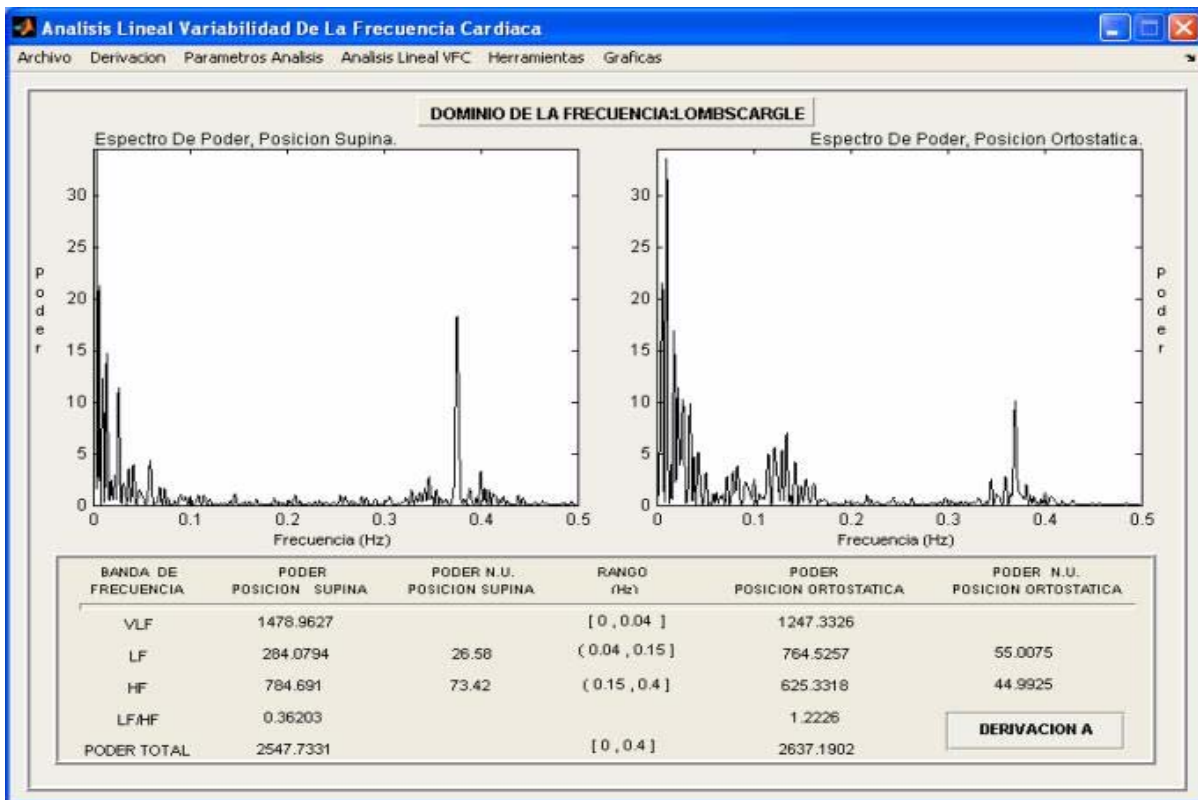 Analisis Lineal Variabilidad De La Frecuencia Cardiaca
Archivo Derivacion Parametros Analisis Analisis Lineal VFC Herramientas Graficas
DOMINIO DE LA FRECUENCIA:LOMBSCARGLE
Espectro De Poder, Posicion Supina.
30
25
20
15
10
5
0
0 0.1 0.2 0.3 0.4 0.5
Frecuencia (Hz)
Poder
Espectro De Poder, Posicion Ortostatica.
30
25
20
15
10
5
0
0 0.1 0.2 0.3 0.4 0.5
Frecuencia (Hz)
Poder
BANDA DE FRECUENCIA PODER POSICION SUPINA PODER N.U. POSICION SUPINA RANGO (Hz) PODER POSICION ORTOSTATICA PODER N.U. POSICION ORTOSTATICA
VLF 1478.9627 [ 0 , 0.04 ] 1247.3326
LF 284.0794 26.58 ( 0.04 , 0.15 ] 764.5257 55.0075
HF 784.691 73.42 ( 0.15 , 0.4 ] 625.3318 44.9925
LF/HF 0.36203 1.2226
PODER TOTAL 2547.7331 [ 0 , 0.4 ] 2637.1902
DERIVACION A